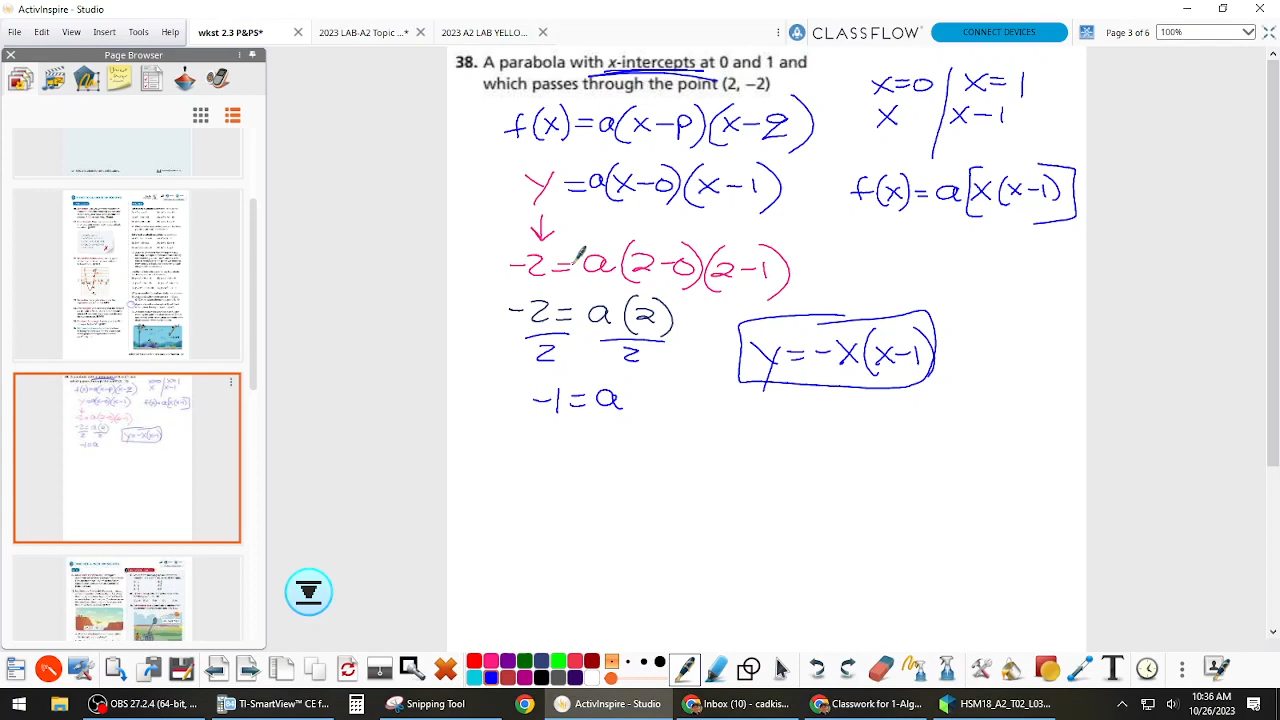 ActivInspire - Studio
File Edit View Insert Tools Help
wk#7 2.3 P&PS*
2023 LAB A2 TE ...*
2023 A2 LAB YELLO...
CLASSFLOW
CONNECT DEVICES
Page 3 of 6
100%
Page Browser
38. A parabola with x-intercepts at 0 and 1 and
which passes through the point (2, −2)
x=0 | x=1
x | x-1
f(x)=a(x-p)(x-q)
y=a(x-0)(x-1)
f(x)=a[x(x-1)]
-2=a(2-0)(2-1)
-2=a(2)
2 2
y=-x(x-1)
-1=a
OBS 27.2.4 (64-bit, ...
TI-SmartView™ CE F...
Snipping Tool
ActivInspire - Studio
Inbox (10) - cadkiss...
Classwork for 1-Alg...
HSM18_A2_T02_L03...
10:36 AM
10/26/2023